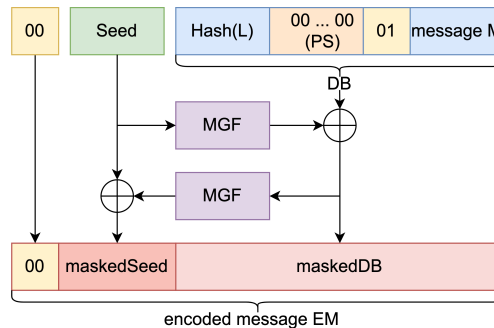 00
Seed
Hash(L)
00 ... 00
(PS)
01
message M
DB
MGF
MGF
00
maskedSeed
maskedDB
encoded message EM